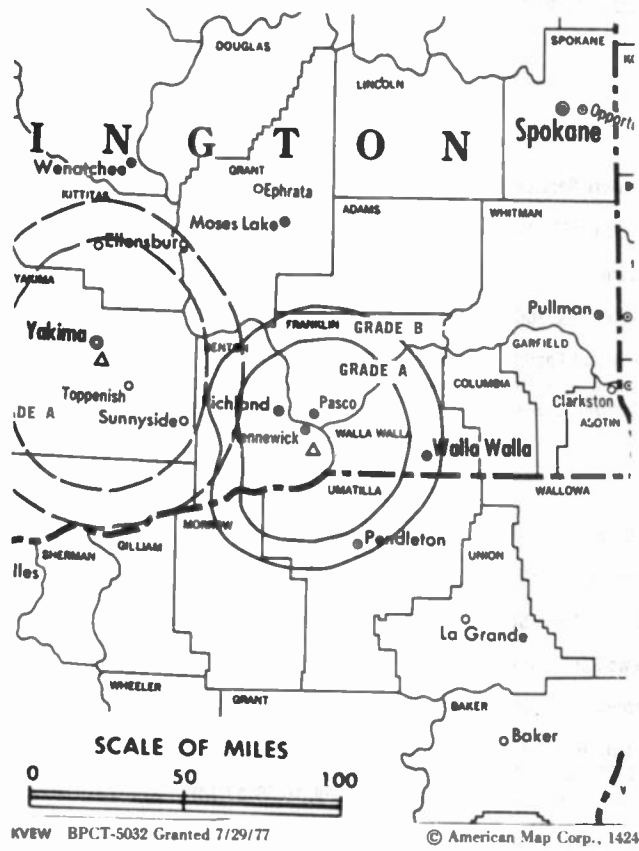 DOUGLAS
SPOKANE
LINCOLN
INGTON
Spokane
Wenatchee
GRANT
Ephrata
KITTITAS
ADAMS
WHITMAN
Moses Lake
Ellensburg
YAKIMA
Pullman
FRANKLIN
GRADE B
Yakima
BENTON
GARFIELD
GRADE A
COLUMBIA
Toppenish
Richland
Pasco
Clarkston
DE A
Sunnyside
Kennewick
WALLA WALLA
ASOTIN
Walla Walla
UMATILLA
WALLOWA
MORROW
Pendleton
SHERMAN
GILLIAM
UNION
lles
La Grande
WHEELER
GRANT
BAKER
Baker
SCALE OF MILES
0 50 100
KVEW BPCT-5032 Granted 7/29/77
© American Map Corp., 1424